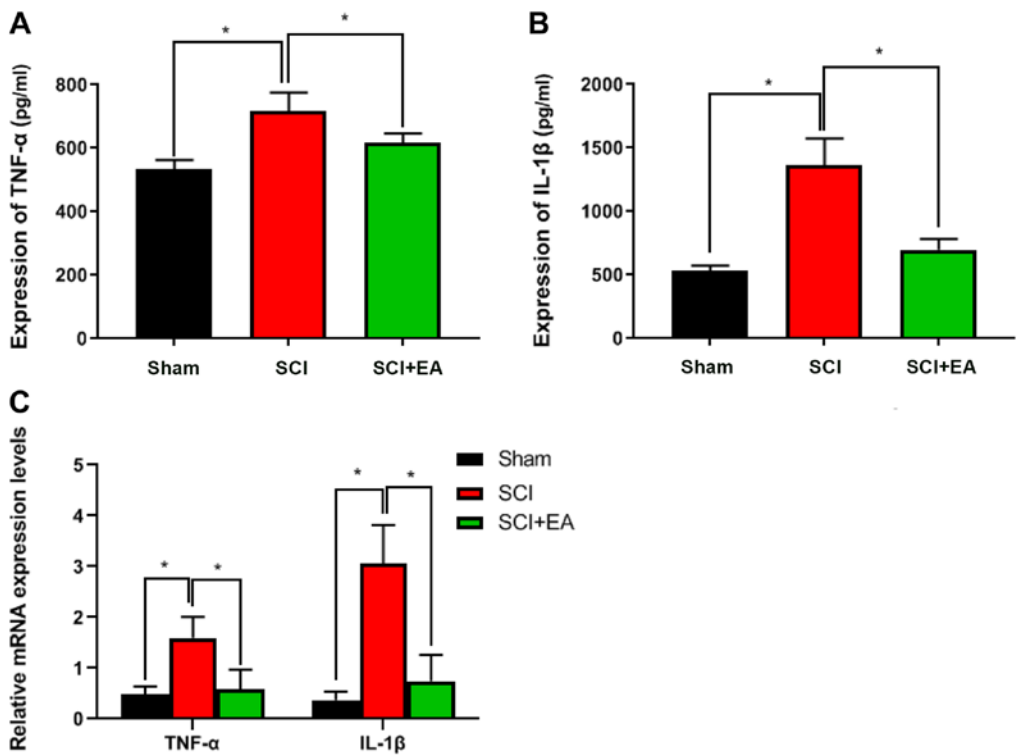 A
*
*
Expression of TNF-α (pg/ml)
800
600
400
200
0
Sham SCI SCI+EA
B
*
*
Expression of IL-1β (pg/ml)
2000
1500
1000
500
0
Sham SCI SCI+EA
C
Relative mRNA expression levels
5
4
3
2
1
0
* *
* *
TNF-α IL-1β
Sham
SCI
SCI+EA